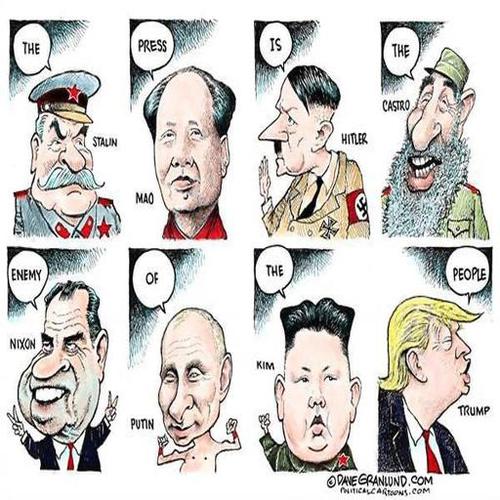 THE
PRESS
IS
THE
STALIN
MAO
HITLER
CASTRO
ENEMY
OF
THE
PEOPLE
NIXON
PUTIN
KIM
TRUMP
©DAVEGRANLUND.COM
POLITICALCARTOONS.COM